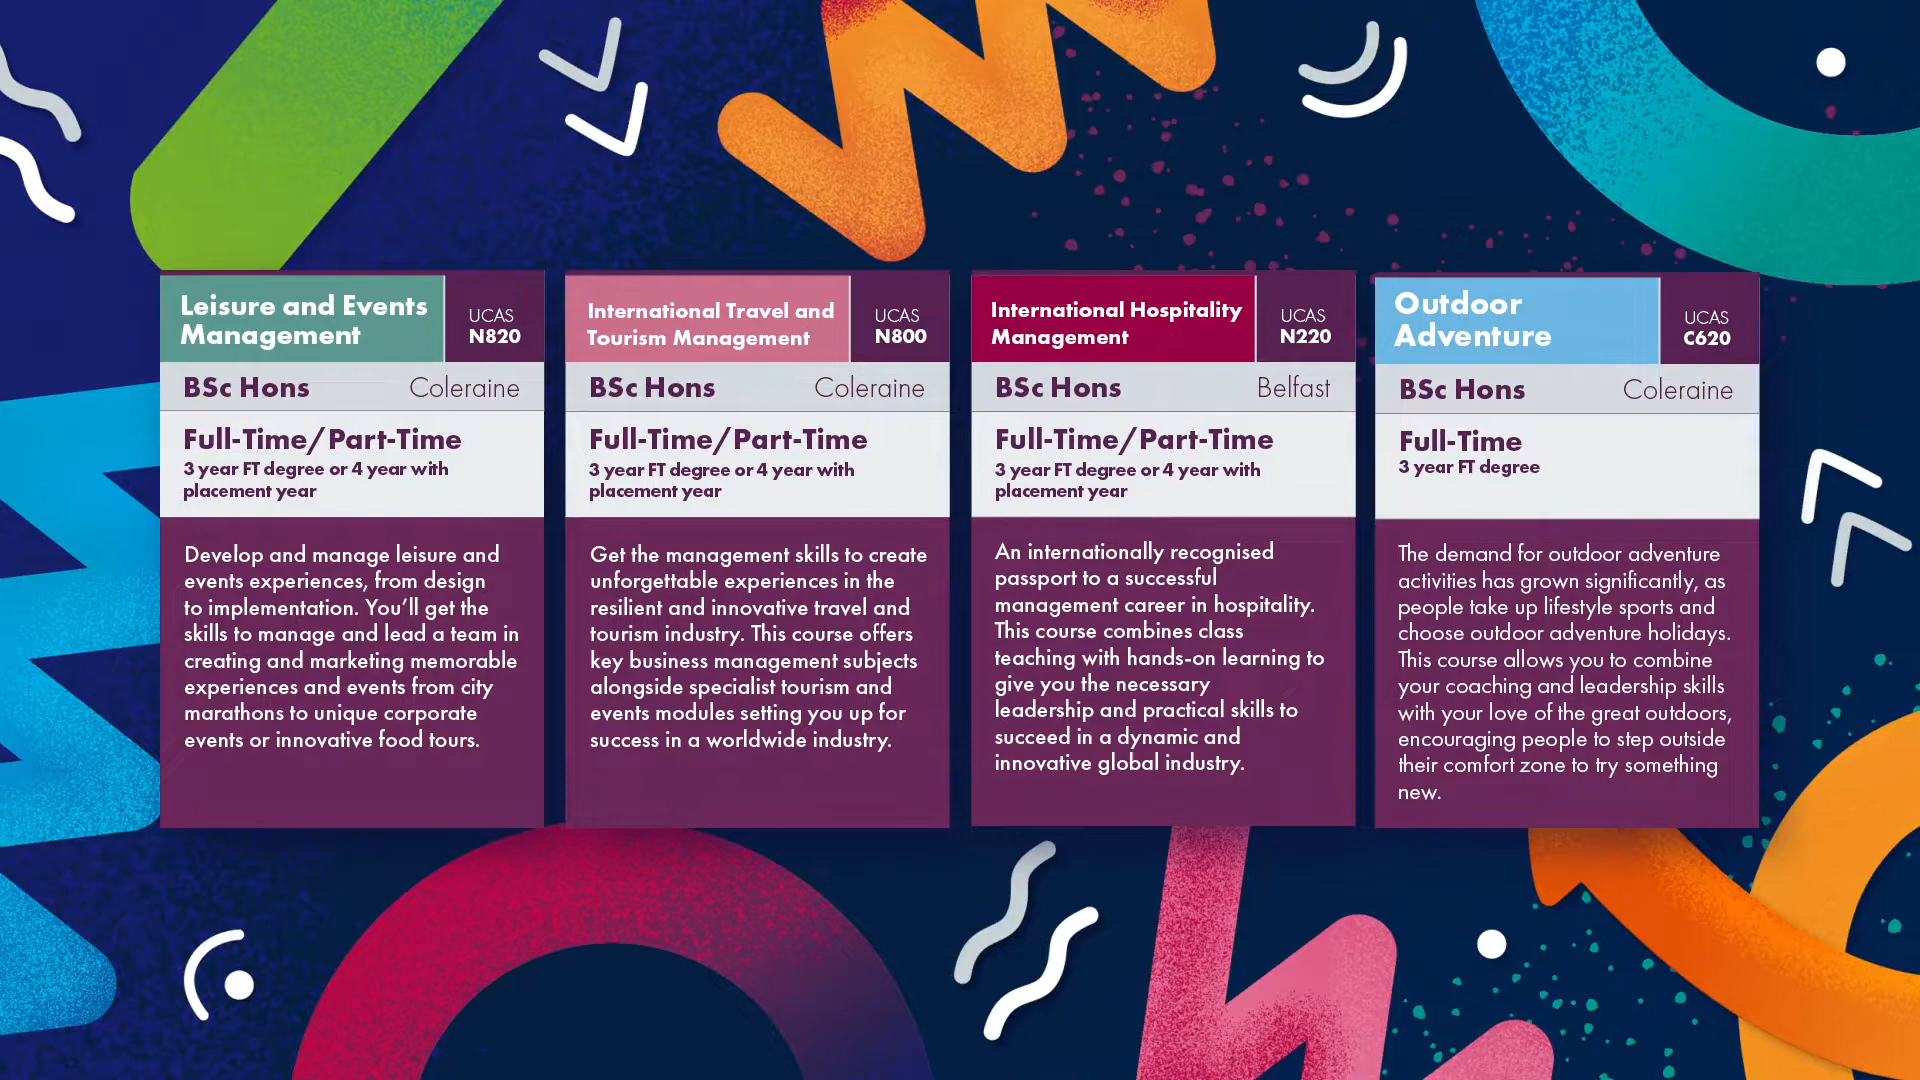 Leisure and Events
Management
UCAS
N820
BSc Hons
Coleraine
Full-Time/Part-Time
3 year FT degree or 4 year with
placement year
Develop and manage leisure and
events experiences, from design
to implementation. You’ll get the
skills to manage and lead a team in
creating and marketing memorable
experiences and events from city
marathons to unique corporate
events or innovative food tours.
International Travel and
Tourism Management
UCAS
N800
BSc Hons
Coleraine
Full-Time/Part-Time
3 year FT degree or 4 year with
placement year
Get the management skills to create
unforgettable experiences in the
resilient and innovative travel and
tourism industry. This course offers
key business management subjects
alongside specialist tourism and
events modules setting you up for
success in a worldwide industry.
International Hospitality
Management
UCAS
N220
BSc Hons
Belfast
Full-Time/Part-Time
3 year FT degree or 4 year with
placement year
An internationally recognised
passport to a successful
management career in hospitality.
This course combines class
teaching with hands-on learning to
give you the necessary
leadership and practical skills to
succeed in a dynamic and
innovative global industry.
Outdoor
Adventure
UCAS
C620
BSc Hons
Coleraine
Full-Time
3 year FT degree
The demand for outdoor adventure
activities has grown significantly, as
people take up lifestyle sports and
choose outdoor adventure holidays.
This course allows you to combine
your coaching and leadership skills
with your love of the great outdoors,
encouraging people to step outside
their comfort zone to try something
new.